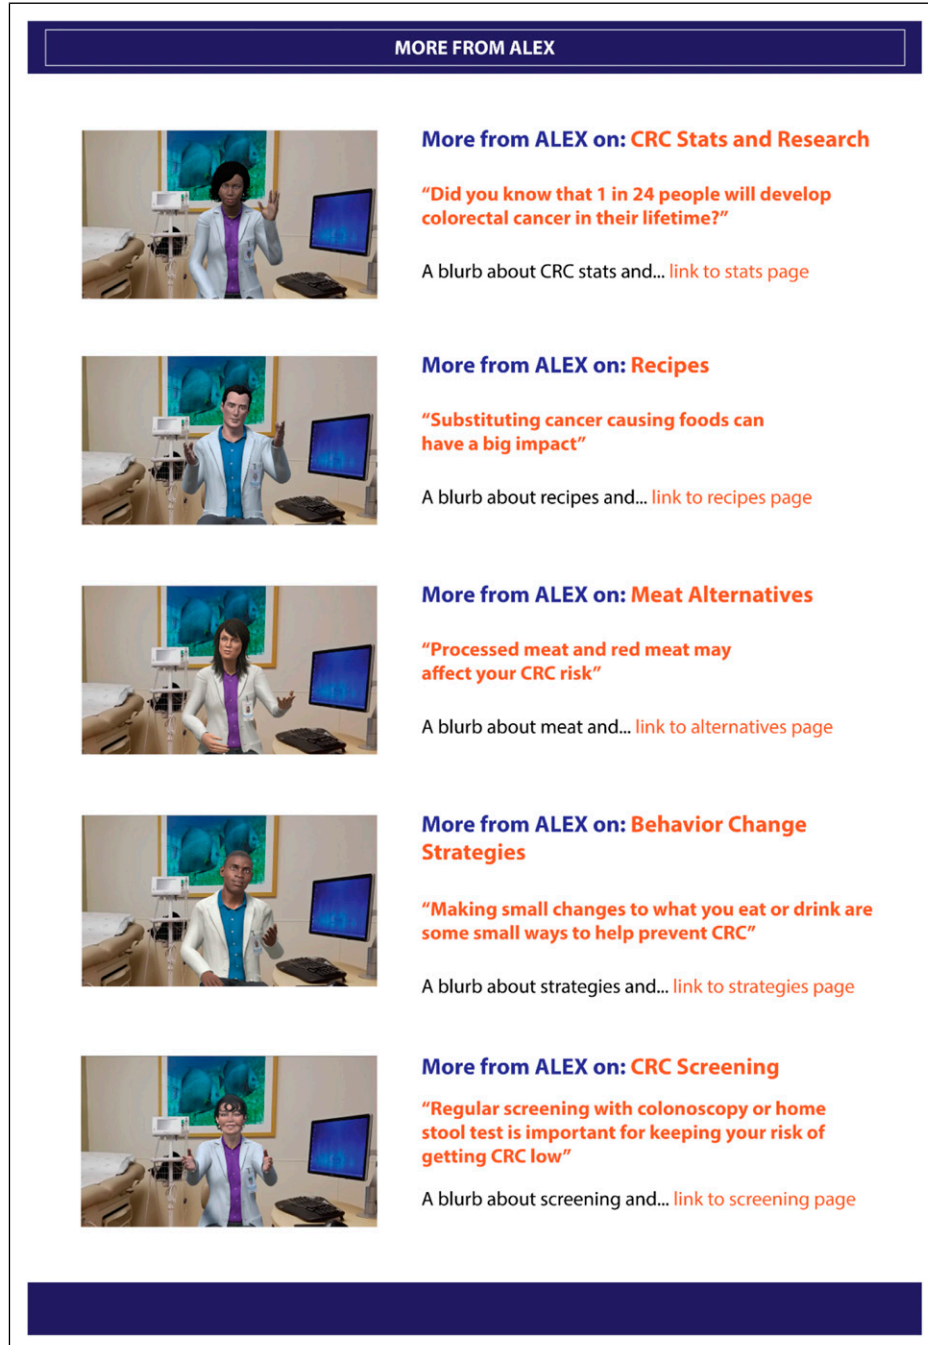 MORE FROM ALEX
More from ALEX on: CRC Stats and Research
“Did you know that 1 in 24 people will develop
colorectal cancer in their lifetime?”
A blurb about CRC stats and... link to stats page
More from ALEX on: Recipes
“Substituting cancer causing foods can
have a big impact”
A blurb about recipes and... link to recipes page
More from ALEX on: Meat Alternatives
“Processed meat and red meat may
affect your CRC risk”
A blurb about meat and... link to alternatives page
More from ALEX on: Behavior Change
Strategies
“Making small changes to what you eat or drink are
some small ways to help prevent CRC”
A blurb about strategies and... link to strategies page
More from ALEX on: CRC Screening
“Regular screening with colonoscopy or home
stool test is important for keeping your risk of
getting CRC low”
A blurb about screening and... link to screening page